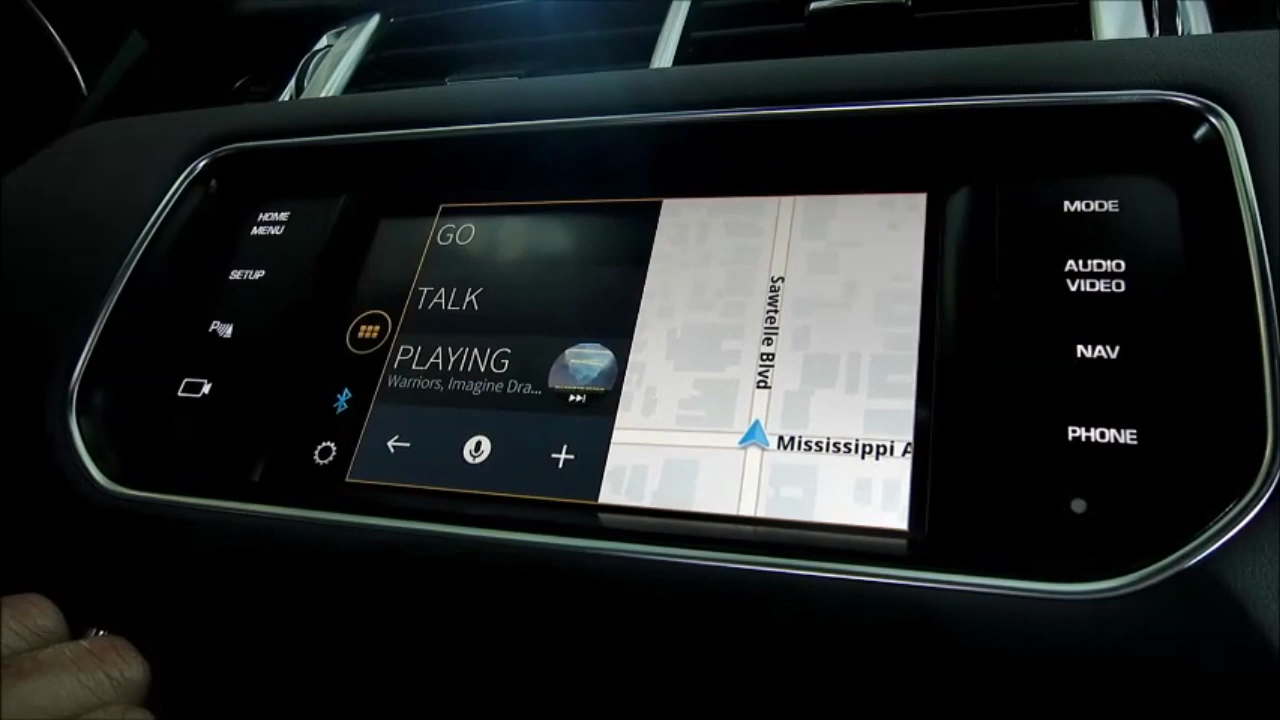 HOME
MENU
SETUP
P
GO
TALK
PLAYING
Warriors, Imagine Dra...
Sawtelle Blvd
Mississippi A
MODE
AUDIO
VIDEO
NAV
PHONE